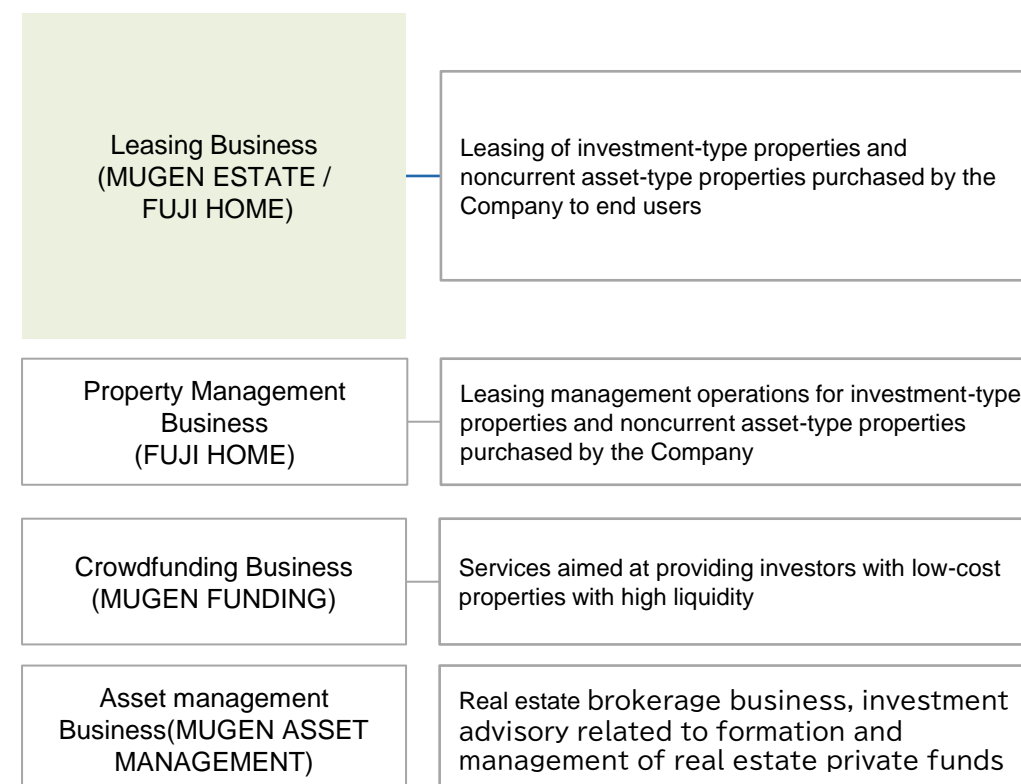 Leasing Business
(MUGEN ESTATE /
FUJI HOME)
Leasing of investment-type properties and
noncurrent asset-type properties purchased by the
Company to end users
Property Management
Business
(FUJI HOME)
Leasing management operations for investment-type
properties and noncurrent asset-type properties
purchased by the Company
Crowdfunding Business
(MUGEN FUNDING)
Services aimed at providing investors with low-cost
properties with high liquidity
Asset management
Business(MUGEN ASSET
MANAGEMENT)
Real estate brokerage business, investment
advisory related to formation and
management of real estate private funds